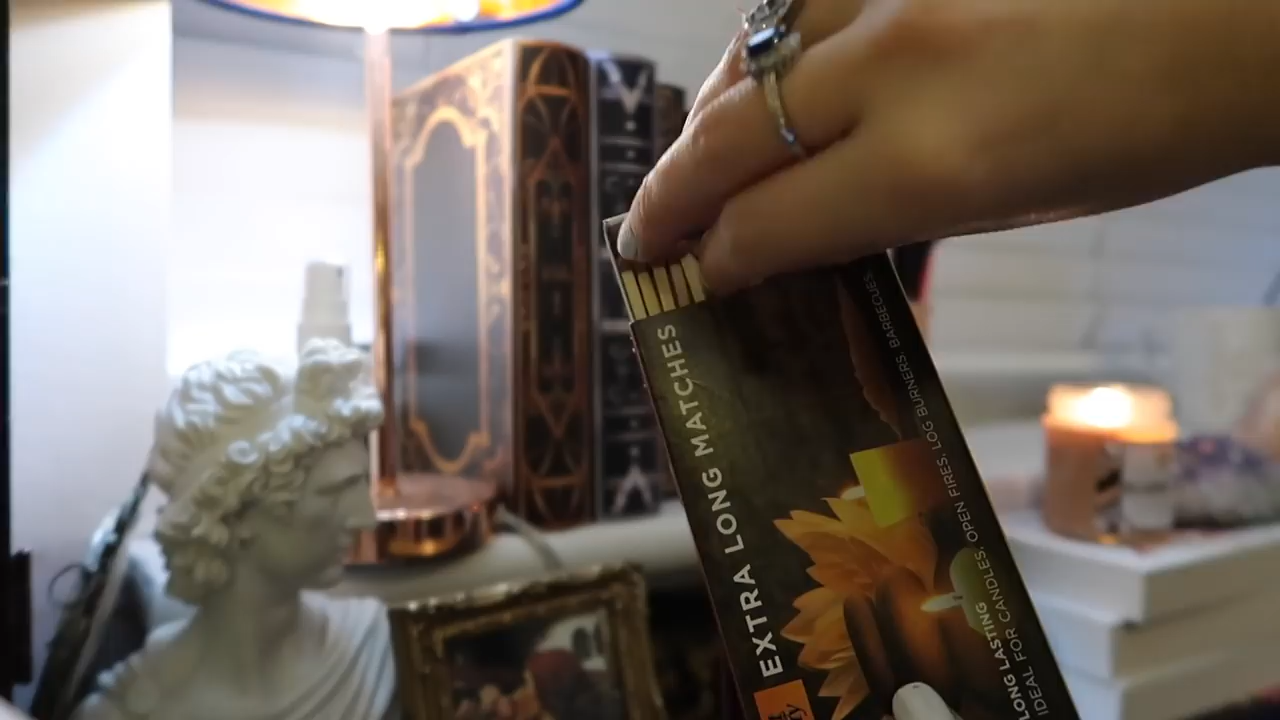 EXTRA LONG MATCHES
LONG LASTING
IDEAL FOR CANDLES, OPEN FIRES, LOG BURNERS, BARBECUES